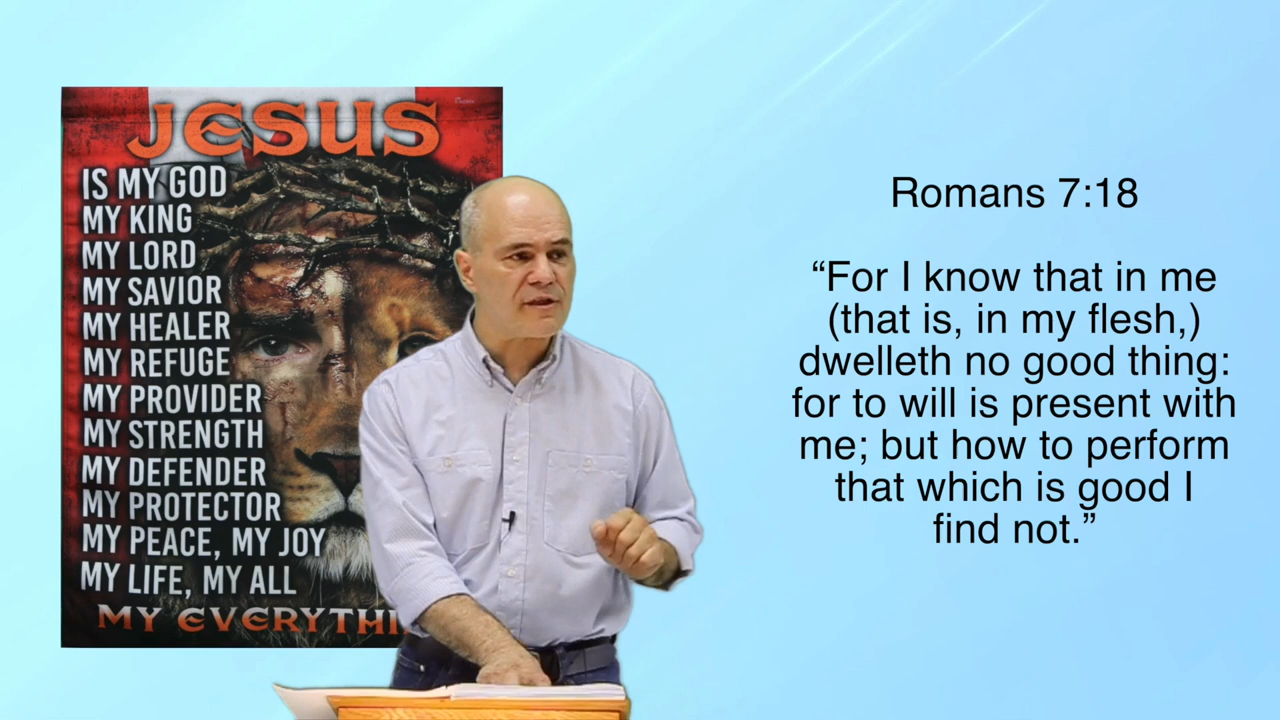 JESUS
IS MY GOD
MY KING
MY LORD
MY SAVIOR
MY HEALER
MY REFUGE
MY PROVIDER
MY STRENGTH
MY DEFENDER
MY PROTECTOR
MY PEACE, MY JOY
MY LIFE, MY ALL
MY EVERYTHI
Romans 7:18
“For I know that in me
(that is, in my flesh,)
dwelleth no good thing:
for to will is present with
me; but how to perform
that which is good I
find not.”